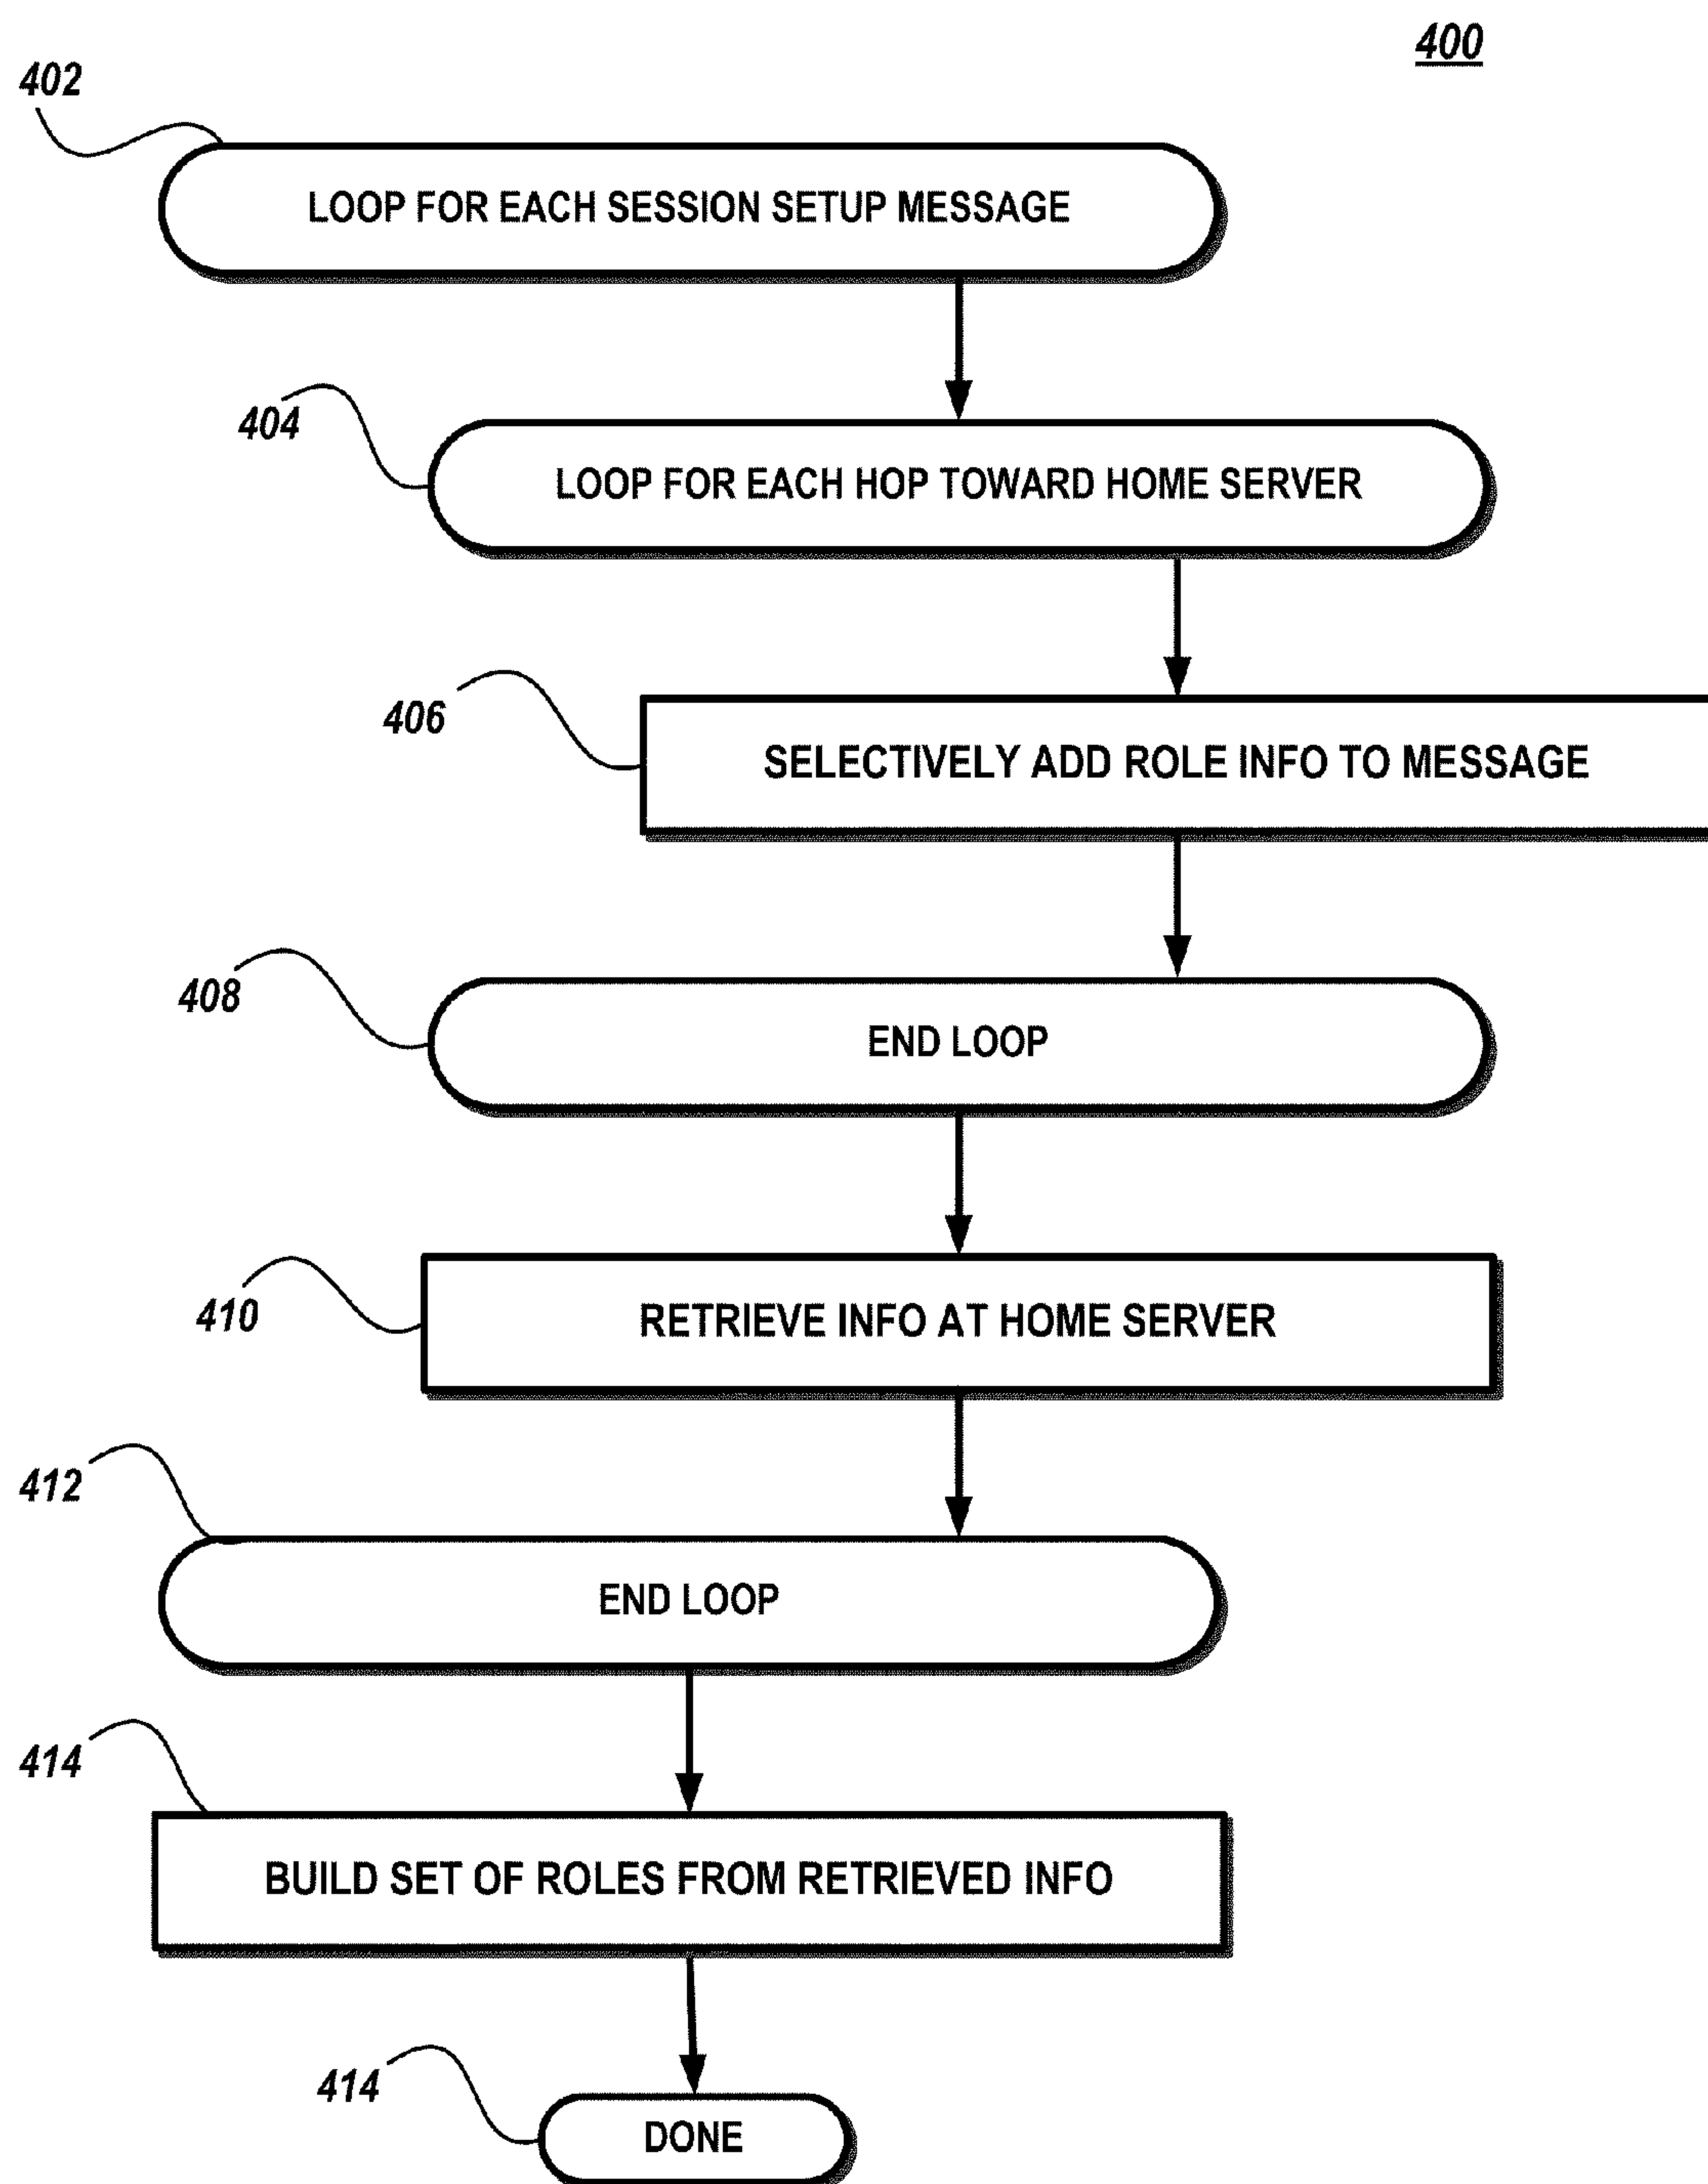 400
402
LOOP FOR EACH SESSION SETUP MESSAGE
404
LOOP FOR EACH HOP TOWARD HOME SERVER
406
SELECTIVELY ADD ROLE INFO TO MESSAGE
408
END LOOP
410
RETRIEVE INFO AT HOME SERVER
412
END LOOP
414
BUILD SET OF ROLES FROM RETRIEVED INFO
414
DONE